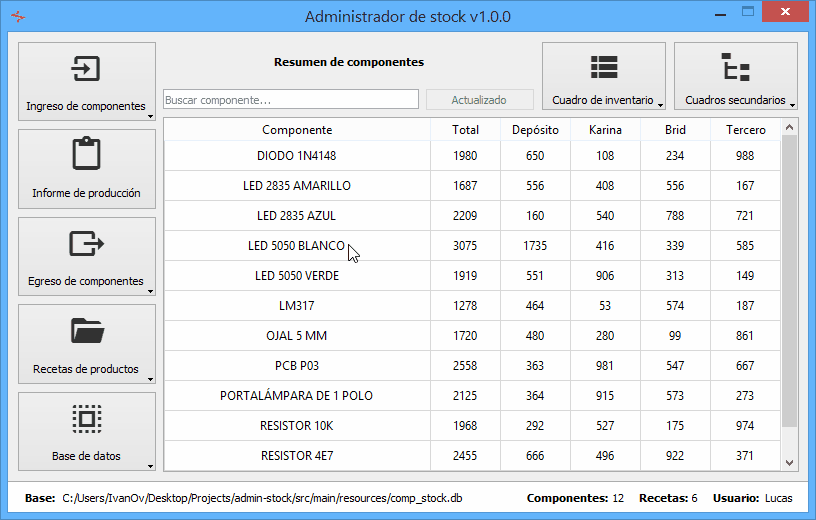 Administrador de stock v1.0.0
Ingreso de componentes
Informe de producción
Egreso de componentes
Recetas de productos
Base de datos
Resumen de componentes
Buscar componente...
Actualizado
Cuadro de inventario
Cuadros secundarios
Componente Total Depósito Karina Brid Tercero
DIODO 1N4148 1980 650 108 234 988
LED 2835 AMARILLO 1687 556 408 556 167
LED 2835 AZUL 2209 160 540 788 721
LED 5050 BLANCO 3075 1735 416 339 585
LED 5050 VERDE 1919 551 906 313 149
LM317 1278 464 53 574 187
OJAL 5 MM 1720 480 280 99 861
PCB P03 2558 363 981 547 667
PORTALÁMPARA DE 1 POLO 2125 364 915 573 273
RESISTOR 10K 1968 292 527 175 974
RESISTOR 4E7 2455 666 496 922 371
Base: C:/Users/IvanOv/Desktop/Projects/admin-stock/src/main/resources/comp_stock.db Componentes: 12 Recetas: 6 Usuario: Lucas